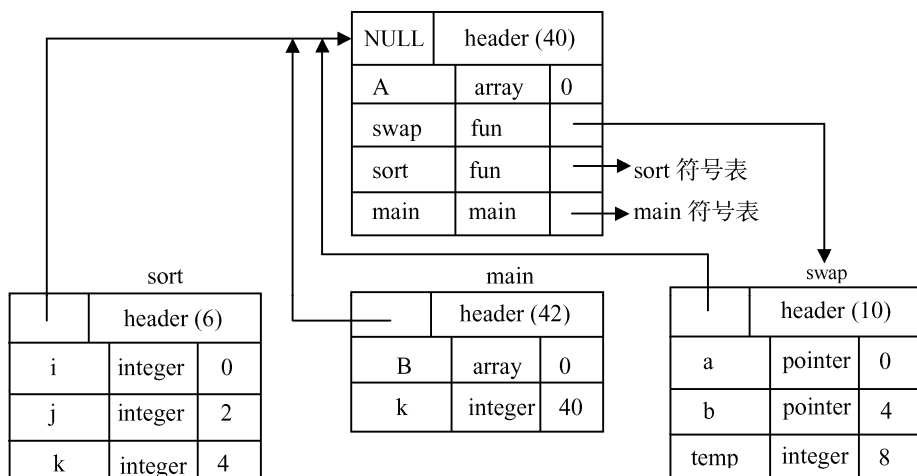 NULL header (40)
A array 0
swap fun
sort fun sort 符号表
main main main 符号表
sort
header (6)
i integer 0
j integer 2
k integer 4
main
header (42)
B array 0
k integer 40
swap
header (10)
a pointer 0
b pointer 4
temp integer 8